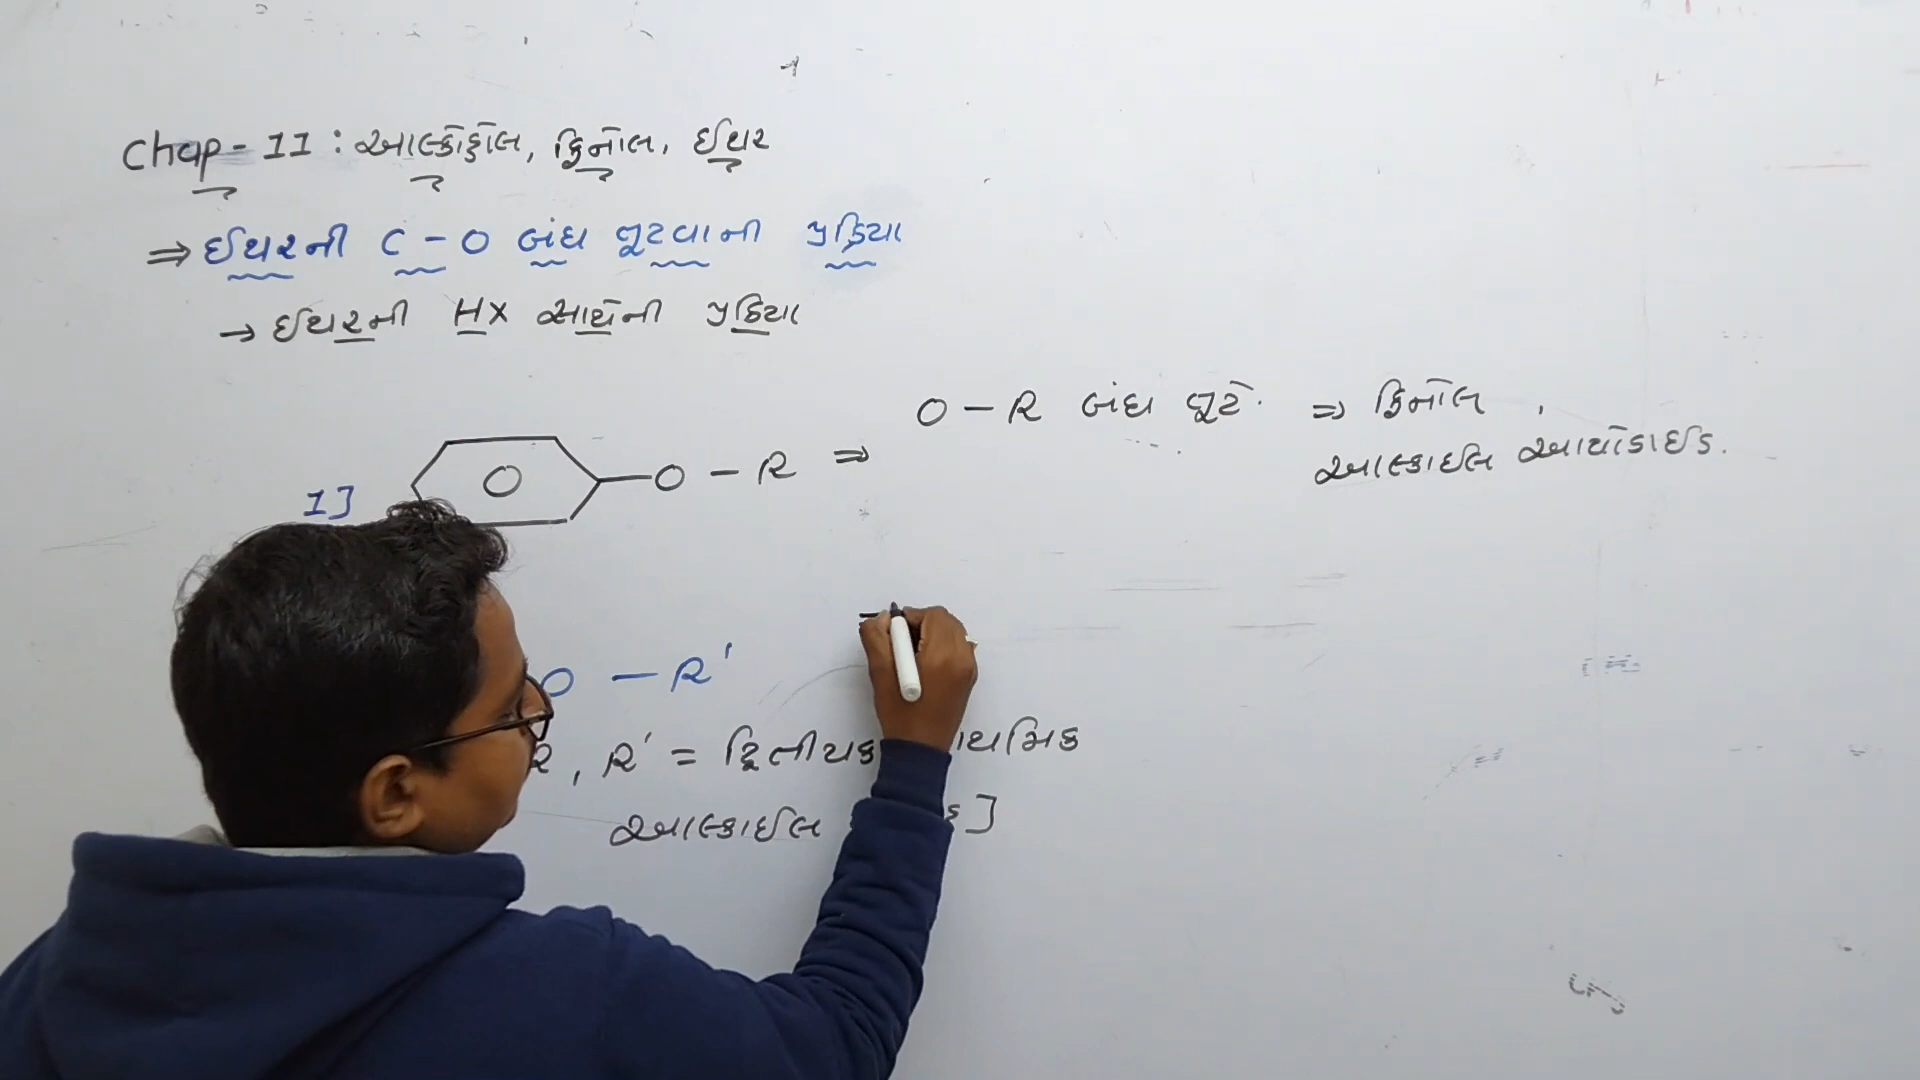 Chap-11 : આલ્કોહોલ, ફિનોલ, ઈથર
⇒ ઈથરની C-O બંધ તૂટવાની પ્રક્રિયા
→ ઈથરની HX સાથેની પ્રક્રિયા
O - R બંધ તૂટે. ⇒ ફિનોલ,
આલ્કાઈલ આયોડાઈડ.
1] O - O - R ⇒
O - R'
R, R' = દ્વિતીયક
આલ્કાઈલ ]